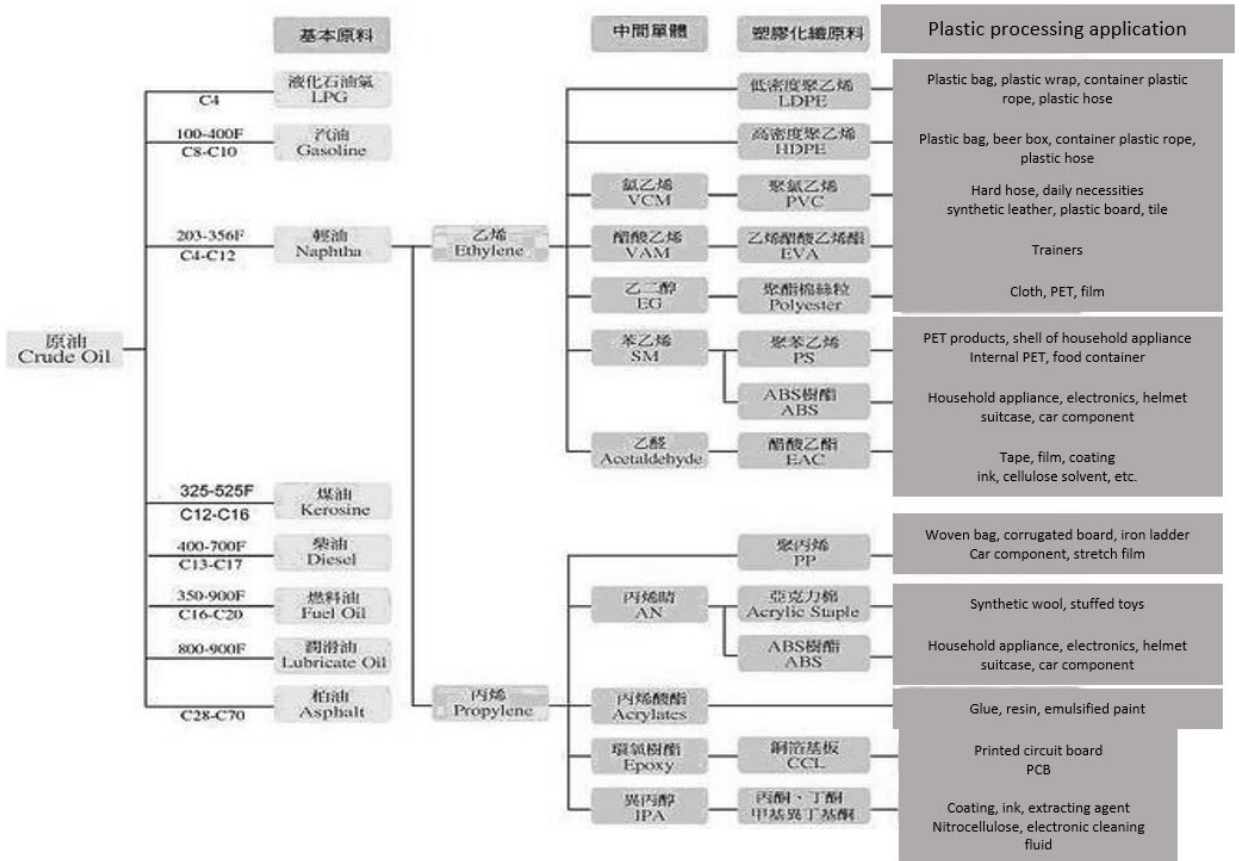 基本原料
中間單體
塑膠化纖原料
Plastic processing application
原油
Crude Oil
C4
液化石油氣
LPG
100-400F
C8-C10
汽油
Gasoline
203-356F
C4-C12
輕油
Naphtha
325-525F
C12-C16
煤油
Kerosine
400-700F
C13-C17
柴油
Diesel
350-900F
C16-C20
燃料油
Fuel Oil
800-900F
潤滑油
Lubricate Oil
C28-C70
柏油
Asphalt
乙烯
Ethylene
低密度聚乙烯
LDPE
Plastic bag, plastic wrap, container plastic
rope, plastic hose
高密度聚乙烯
HDPE
Plastic bag, beer box, container plastic rope,
plastic hose
氯乙烯
VCM
聚氯乙烯
PVC
Hard hose, daily necessities
synthetic leather, plastic board, tile
醋酸乙烯
VAM
乙烯醋酸乙烯酯
EVA
Trainers
乙二醇
EG
聚酯棉絲粒
Polyester
Cloth, PET, film
苯乙烯
SM
聚苯乙烯
PS
PET products, shell of household appliance
Internal PET, food container
ABS樹酯
ABS
Household appliance, electronics, helmet
suitcase, car component
乙醛
Acetaldehyde
醋酸乙酯
EAC
Tape, film, coating
ink, cellulose solvent, etc.
丙烯
Propylene
聚丙烯
PP
Woven bag, corrugated board, iron ladder
Car component, stretch film
丙烯腈
AN
亞克力棉
Acrylic Staple
Synthetic wool, stuffed toys
ABS樹酯
ABS
Household appliance, electronics, helmet
suitcase, car component
丙烯酸酯
Acrylates
Glue, resin, emulsified paint
環氧樹酯
Epoxy
銅箔基板
CCL
Printed circuit board
PCB
異丙醇
IPA
丙酮、丁酮
甲基異丁基酮
Coating, ink, extracting agent
Nitrocellulose, electronic cleaning
fluid